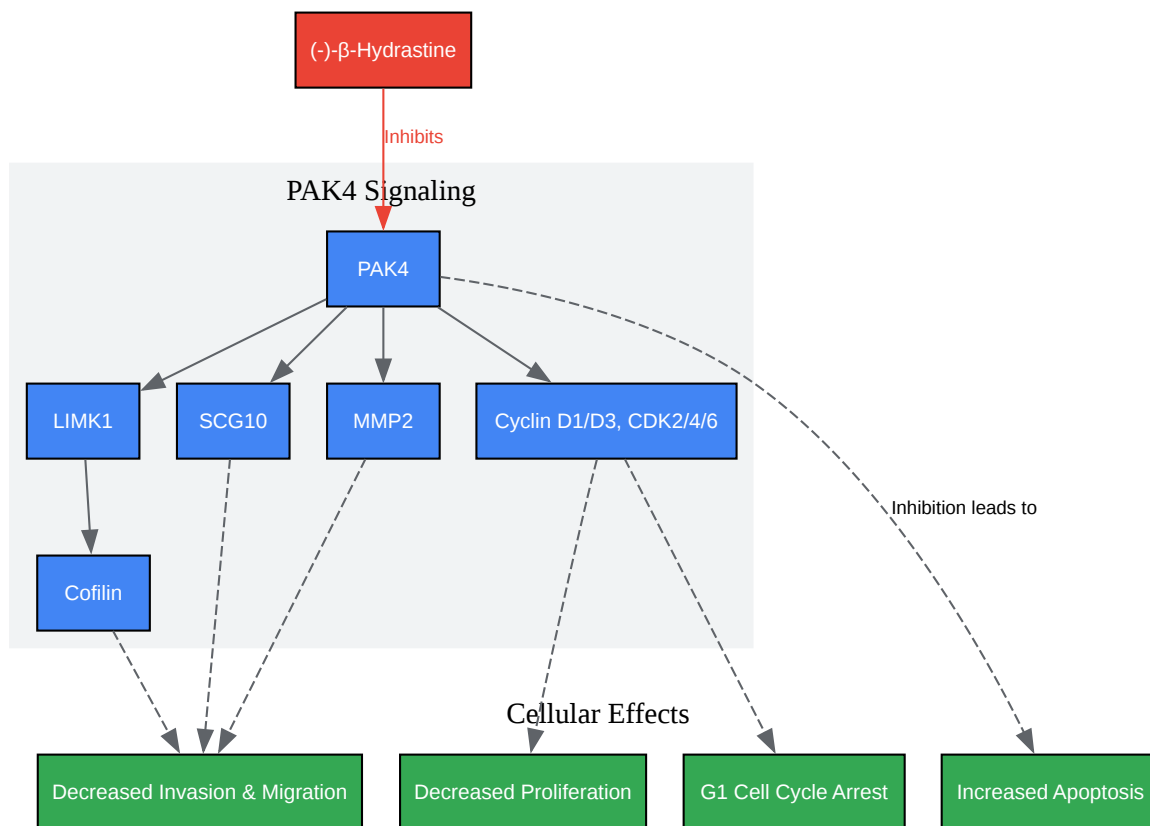 (-)-β-Hydrastine
Inhibits
PAK4 Signaling
PAK4
LIMK1
SCG10
MMP2
Cyclin D1/D3, CDK2/4/6
Inhibition leads to
Cofilin
Cellular Effects
Decreased Invasion & Migration
Decreased Proliferation
G1 Cell Cycle Arrest
Increased Apoptosis